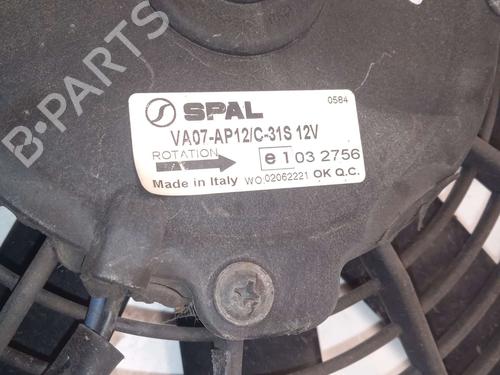 B-PARTS
SPAL
0584
VA07-AP12/C-31S 12V
ROTATION
e 1 03 2756
Made in Italy WO.02062221 OK Q.C.